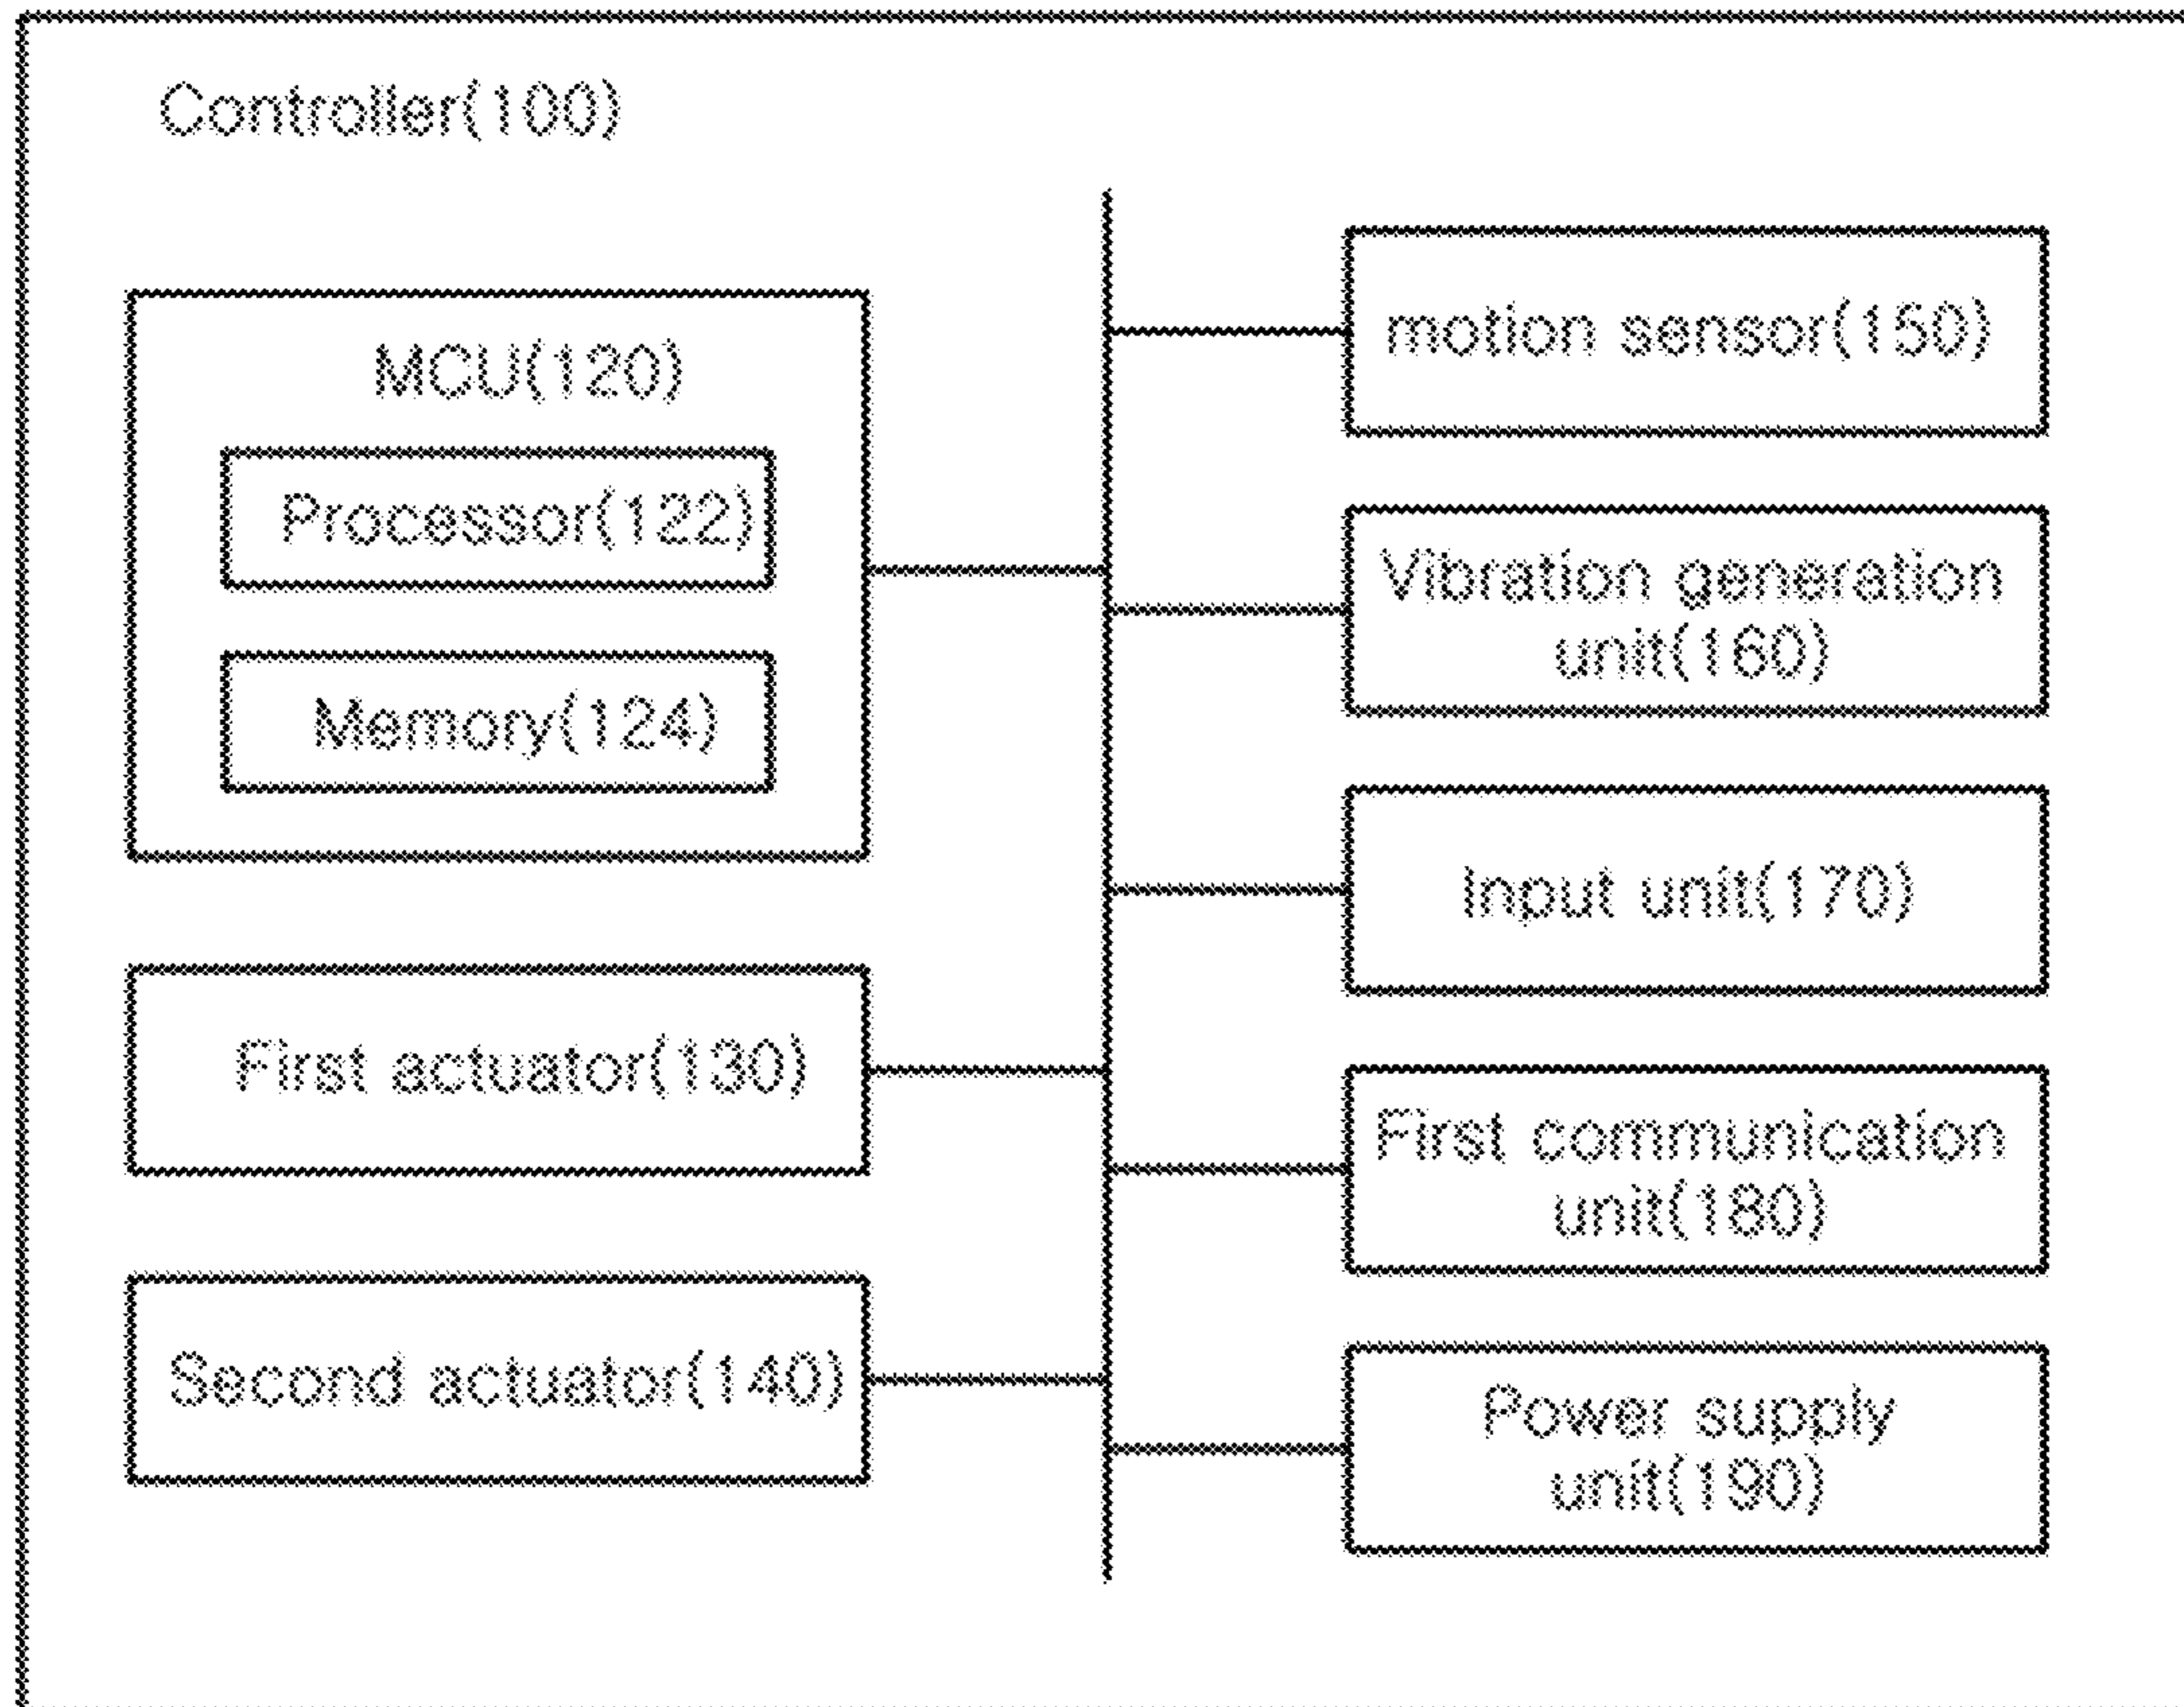 Controller(100)
MCU(120)
Processor(122)
Memory(124)
First actuator(130)
Second actuator(140)
motion sensor(150)
Vibration generation
unit(160)
Input unit(170)
First communication
unit(180)
Power supply
unit(190)